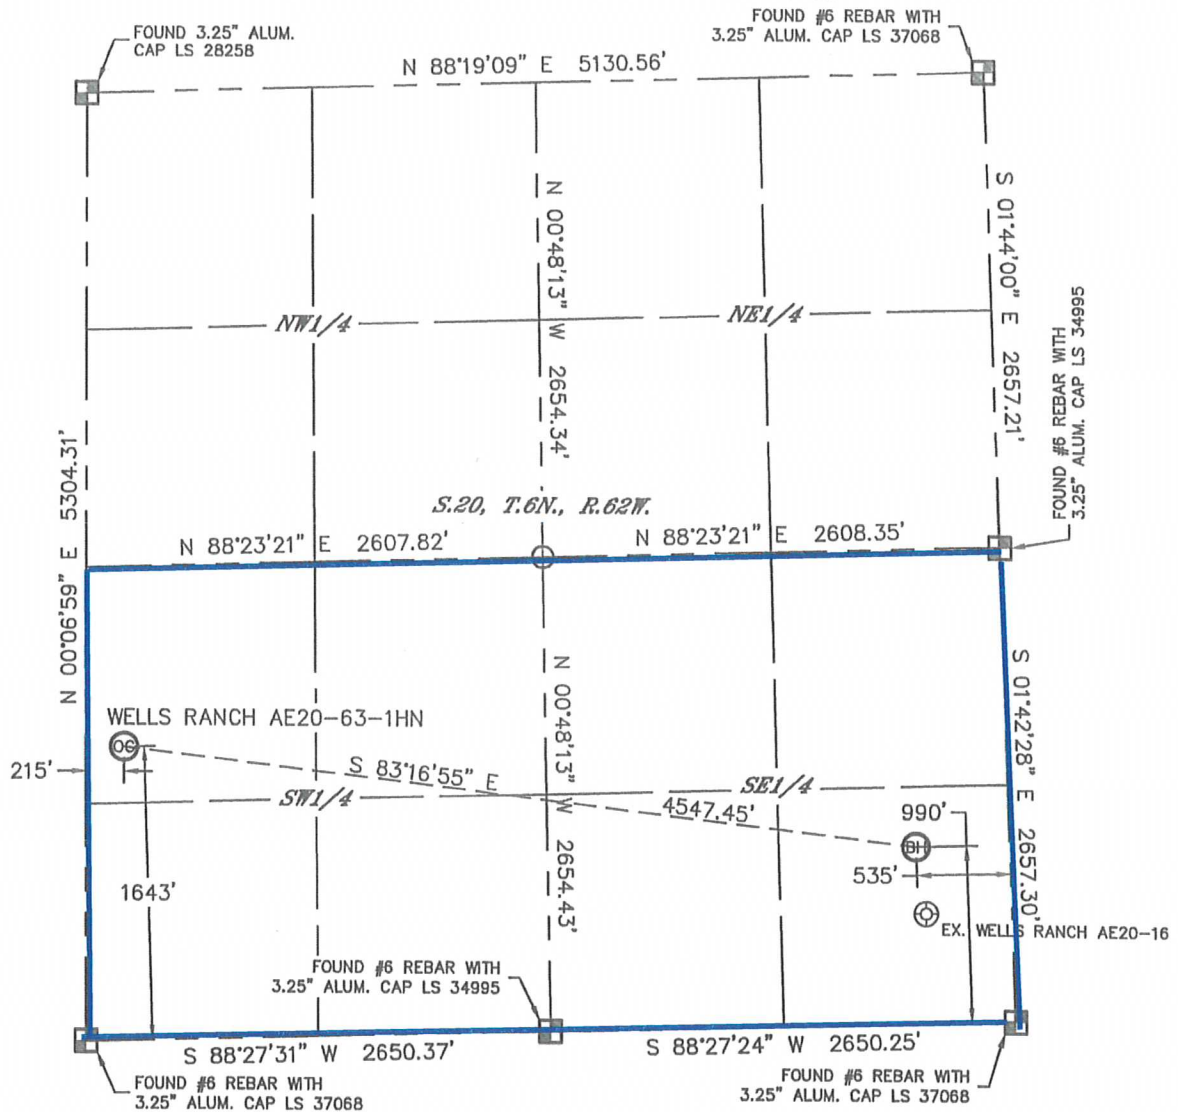 FOUND 3.25" ALUM.
CAP LS 28258
FOUND #6 REBAR WITH
3.25" ALUM. CAP LS 37068
N 88°19'09" E 5130.56'
N 00°48'13" W 2654.34'
S 01°44'00" E 2657.21'
NW1/4
NE1/4
FOUND #6 REBAR WITH
3.25" ALUM. CAP LS 34995
N 00°06'59" E 5304.31'
S.20, T.6N., R.62W.
N 88°23'21" E 2607.82'
N 88°23'21" E 2608.35'
WELLS RANCH AE20-63-1HN
OG
215'
S 83°16'55" E
4547.45'
N 00°48'13" W 2654.43'
S 01°42'28" E 2657.30'
SW1/4
SE1/4
990'
BH
535'
1643'
EX. WELLS RANCH AE20-16
FOUND #6 REBAR WITH
3.25" ALUM. CAP LS 34995
S 88°27'31" W 2650.37'
S 88°27'24" W 2650.25'
FOUND #6 REBAR WITH
3.25" ALUM. CAP LS 37068
FOUND #6 REBAR WITH
3.25" ALUM. CAP LS 37068